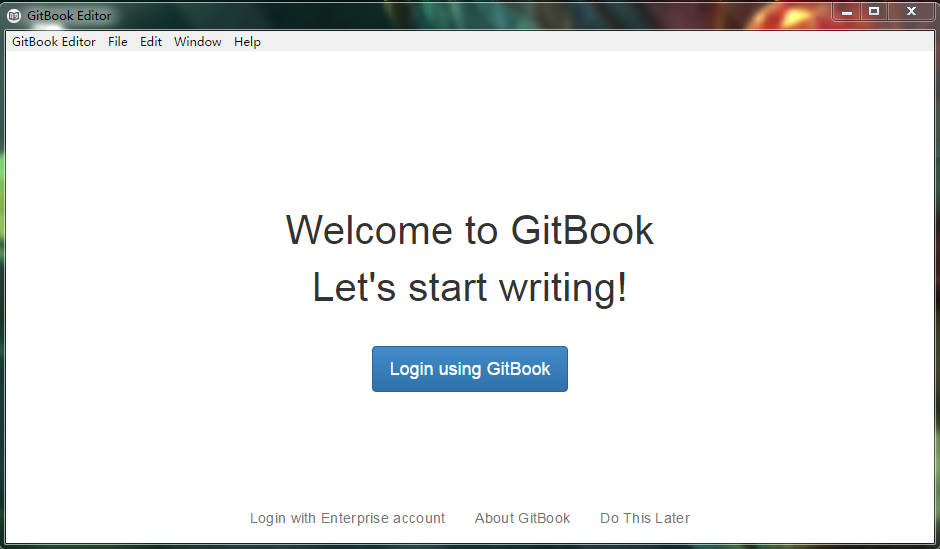 GitBook Editor
GitBook Editor File Edit Window Help
Welcome to GitBook
Let's start writing!
Login using GitBook
Login with Enterprise account About GitBook Do This Later